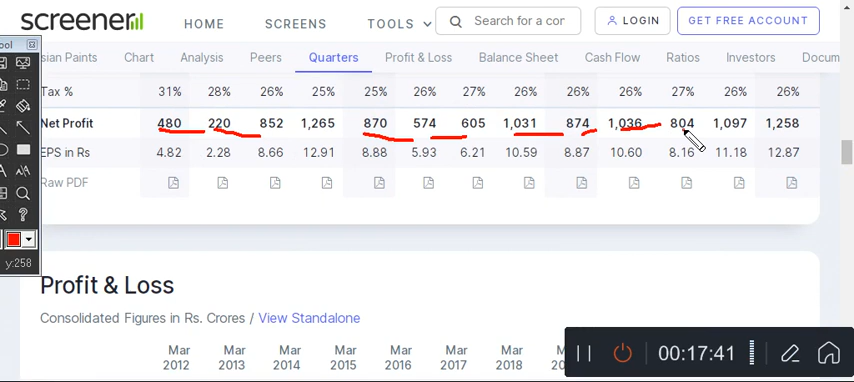 screener
HOME
SCREENS
TOOLS
Search for a cor
LOGIN
GET FREE ACCOUNT
ool
sian Paints
Chart
Analysis
Peers
Quarters
Profit & Loss
Balance Sheet
Cash Flow
Ratios
Investors
Docum
Tax % 31% 28% 26% 25% 25% 26% 27% 26% 26% 26% 27% 26% 26%
Net Profit 480 220 852 1,265 870 574 605 1,031 874 1,036 804 1,097 1,258
EPS in Rs 4.82 2.28 8.66 12.91 8.88 5.93 6.21 10.59 8.87 10.60 8.16 11.18 12.87
Raw PDF
y:258
Profit & Loss
Consolidated Figures in Rs. Crores / View Standalone
Mar 2012
Mar 2013
Mar 2014
Mar 2015
Mar 2016
Mar 2017
Mar 2018
00:17:41